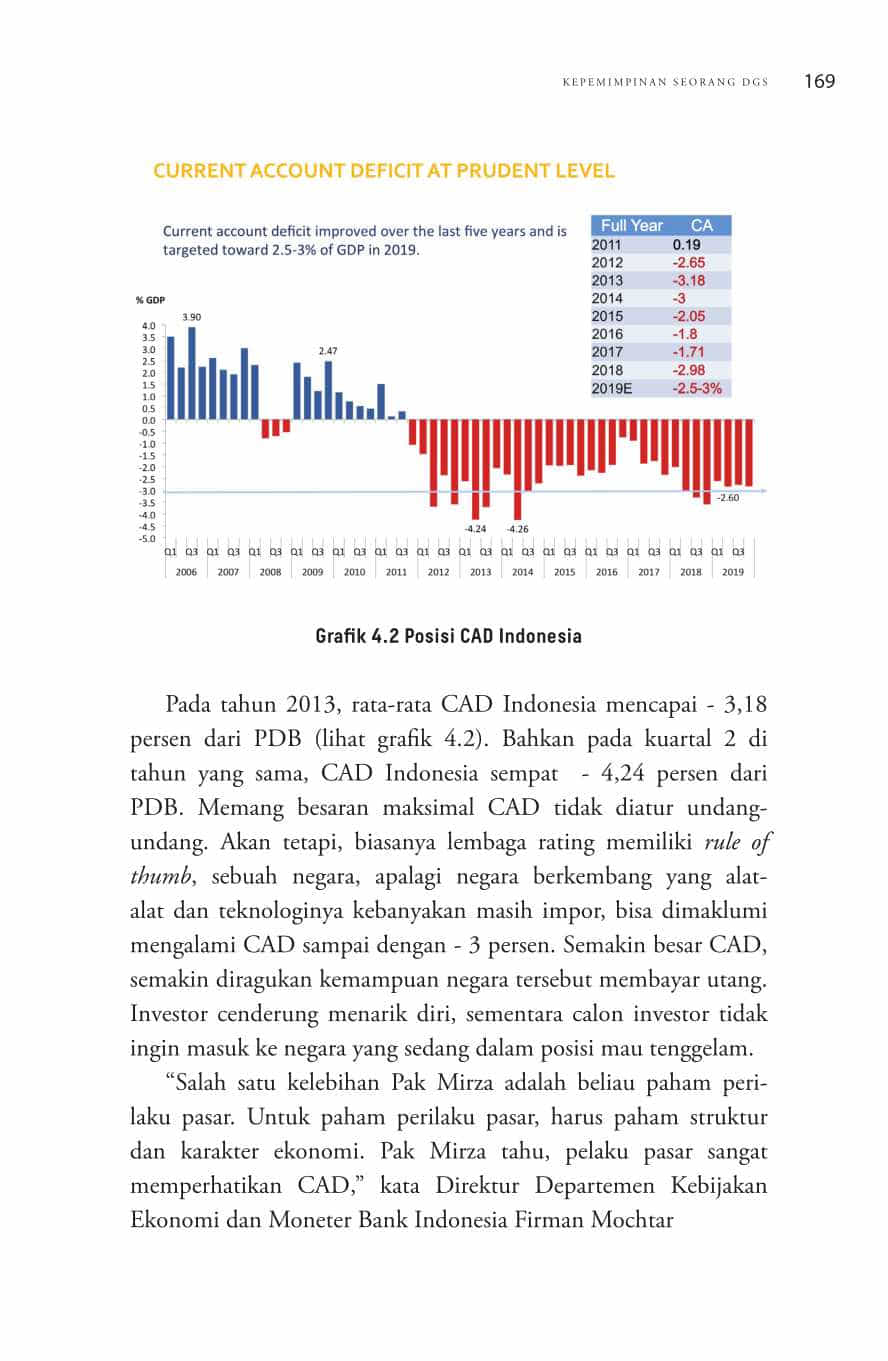 KEPEMIMPINAN SEORANG DGS 169
CURRENT ACCOUNT DEFICIT AT PRUDENT LEVEL
Current account deficit improved over the last five years and is
targeted toward 2.5-3% of GDP in 2019.
Full Year CA
2011 0.19
2012 -2.65
2013 -3.18
2014 -3
2015 -2.05
2016 -1.8
2017 -1.71
2018 -2.98
2019E -2.5-3%
% GDP
4.0
3.5
3.0
2.5
2.0
1.5
1.0
0.5
0.0
-0.5
-1.0
-1.5
-2.0
-2.5
-3.0
-3.5
-4.0
-4.5
-5.0
3.90
2.47
-4.24
-4.26
-2.60
Q1 Q3 Q1 Q3 Q1 Q3 Q1 Q3 Q1 Q3 Q1 Q3 Q1 Q3 Q1 Q3 Q1 Q3 Q1 Q3 Q1 Q3 Q1 Q3 Q1 Q3 Q1 Q3
2006 2007 2008 2009 2010 2011 2012 2013 2014 2015 2016 2017 2018 2019
Grafik 4.2 Posisi CAD Indonesia
Pada tahun 2013, rata-rata CAD Indonesia mencapai - 3,18
persen dari PDB (lihat grafik 4.2). Bahkan pada kuartal 2 di
tahun yang sama, CAD Indonesia sempat - 4,24 persen dari
PDB. Memang besaran maksimal CAD tidak diatur undang-
undang. Akan tetapi, biasanya lembaga rating memiliki rule of
thumb, sebuah negara, apalagi negara berkembang yang alat-
alat dan teknologinya kebanyakan masih impor, bisa dimaklumi
mengalami CAD sampai dengan - 3 persen. Semakin besar CAD,
semakin diragukan kemampuan negara tersebut membayar utang.
Investor cenderung menarik diri, sementara calon investor tidak
ingin masuk ke negara yang sedang dalam posisi mau tenggelam.
“Salah satu kelebihan Pak Mirza adalah beliau paham peri-
laku pasar. Untuk paham perilaku pasar, harus paham struktur
dan karakter ekonomi. Pak Mirza tahu, pelaku pasar sangat
memperhatikan CAD,” kata Direktur Departemen Kebijakan
Ekonomi dan Moneter Bank Indonesia Firman Mochtar